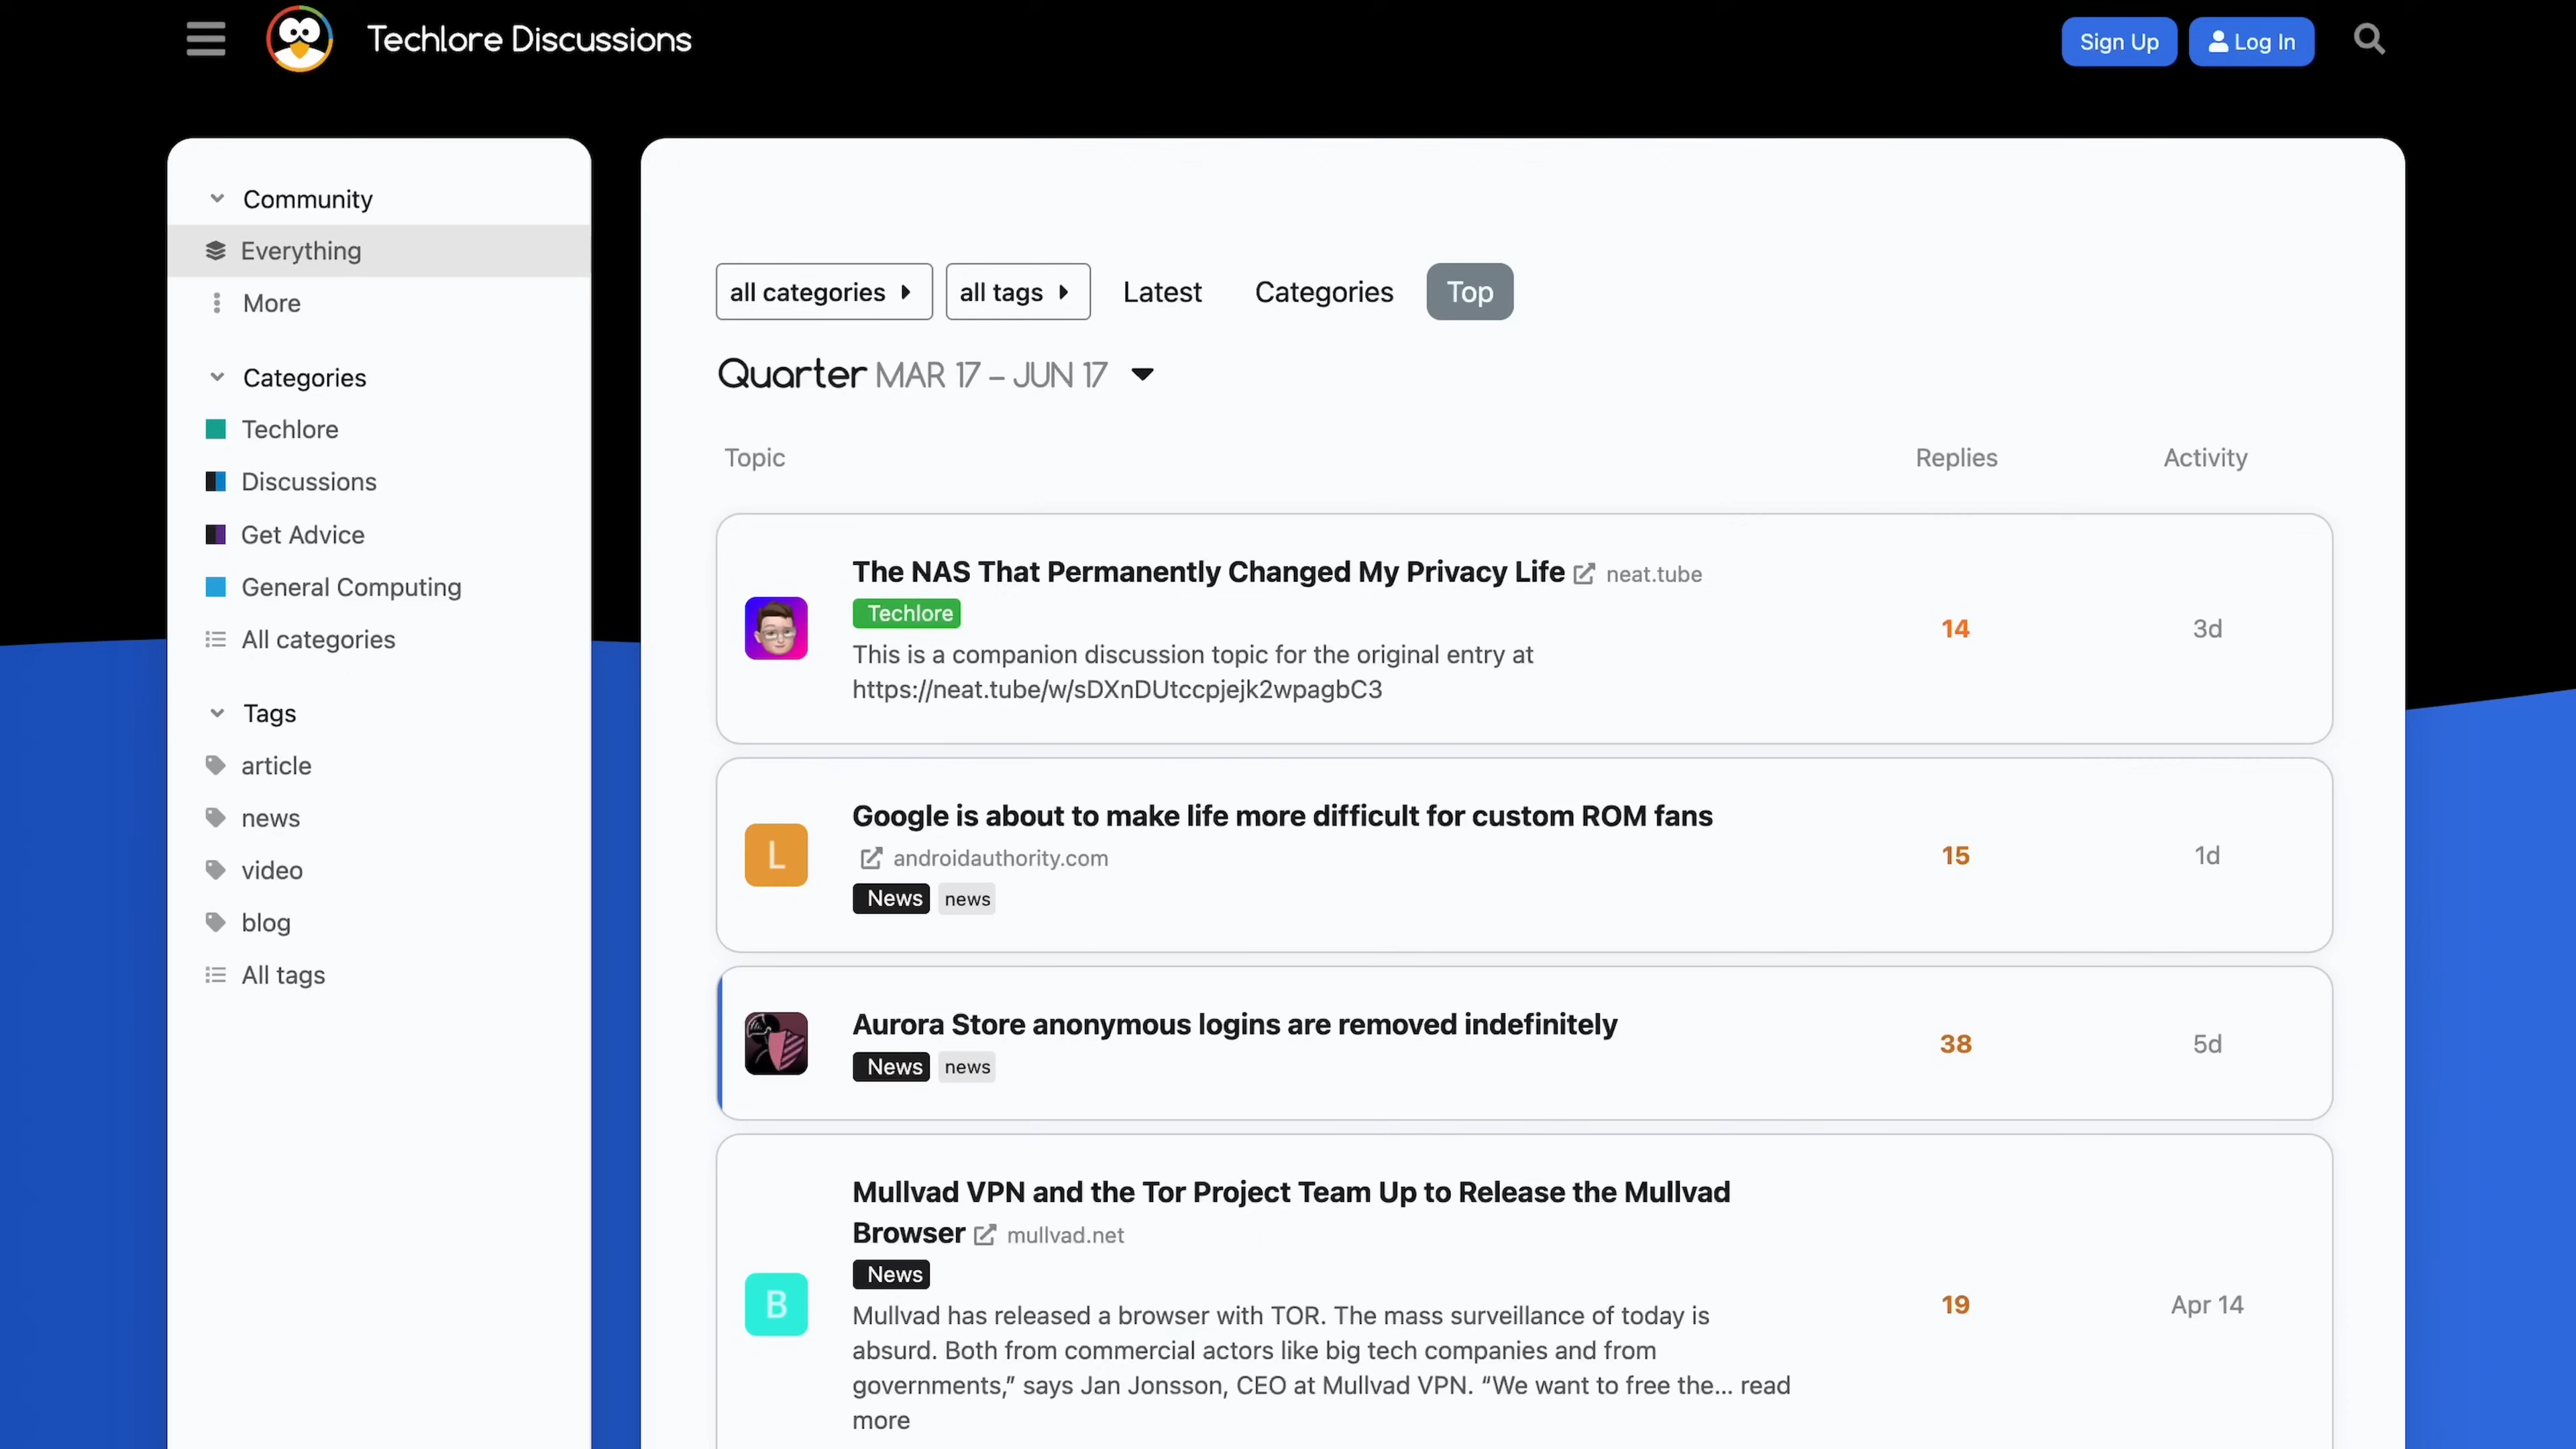 Techlore Discussions
Sign Up
Log In
Community
Everything
More
Categories
Techlore
Discussions
Get Advice
General Computing
All categories
Tags
article
news
video
blog
All tags
all categories
all tags
Latest
Categories
Top
Quarter MAR 17 – JUN 17
Topic
Replies
Activity
The NAS That Permanently Changed My Privacy Life neat.tube
Techlore
This is a companion discussion topic for the original entry at
https://neat.tube/w/sDXnDUtccpjejk2wpagbC3
14
3d
Google is about to make life more difficult for custom ROM fans
androidauthority.com
News news
L
15
1d
Aurora Store anonymous logins are removed indefinitely
News news
38
5d
Mullvad VPN and the Tor Project Team Up to Release the Mullvad
Browser mullvad.net
News
B
Mullvad has released a browser with TOR. The mass surveillance of today is
absurd. Both from commercial actors like big tech companies and from
governments,” says Jan Jonsson, CEO at Mullvad VPN. “We want to free the... read
more
19
Apr 14